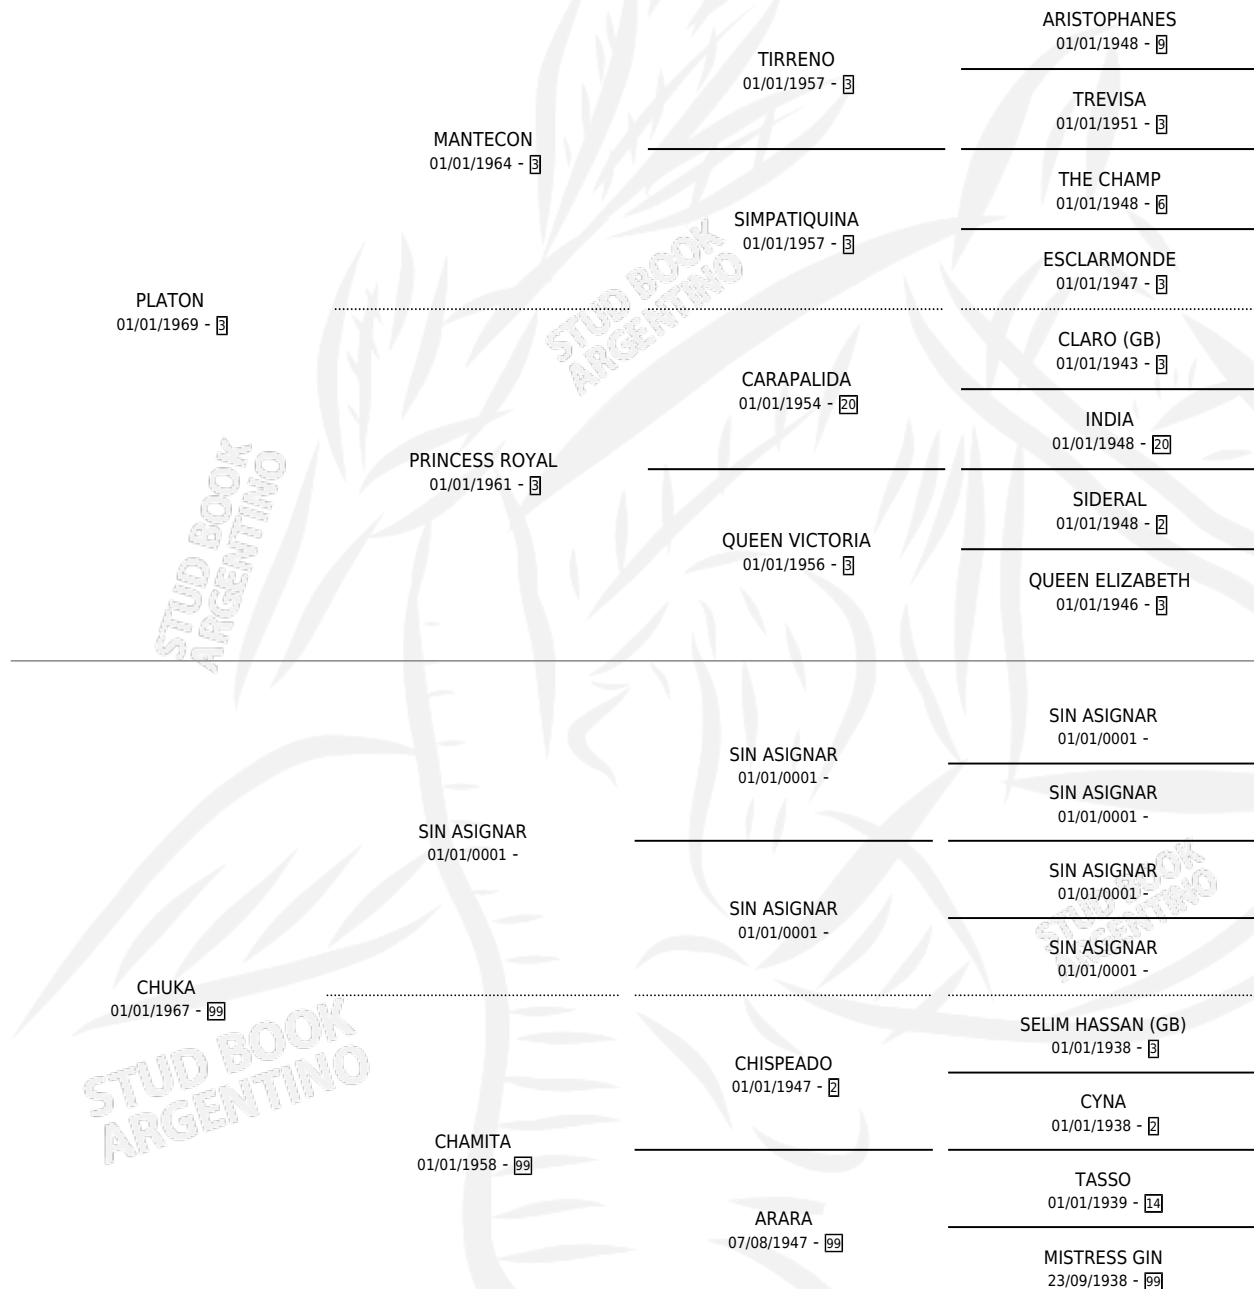 ARISTOPHANES
01/01/1948 - 9
TIRRENO
01/01/1957 - 3
TREVISA
01/01/1951 - 3
MANTECON
01/01/1964 - 3
THE CHAMP
01/01/1948 - 6
SIMPATIQUINA
01/01/1957 - 3
ESCLARMONDE
01/01/1947 - 3
PLATON
01/01/1969 - 3
STUD BOOK
ARGENTINO
CLARO (GB)
01/01/1943 - 3
CARAPALIDA
01/01/1954 - 20
INDIA
01/01/1948 - 20
PRINCESS ROYAL
01/01/1961 - 3
SIDERAL
01/01/1948 - 2
QUEEN VICTORIA
01/01/1956 - 3
QUEEN ELIZABETH
01/01/1946 - 3
STUD BOOK
ARGENTINO
SIN ASIGNAR
01/01/0001 -
SIN ASIGNAR
01/01/0001 -
SIN ASIGNAR
01/01/0001 -
SIN ASIGNAR
01/01/0001 -
SIN ASIGNAR
01/01/0001 -
SIN ASIGNAR
01/01/0001 -
SIN ASIGNAR
01/01/0001 -
STUD BOOK
ARGENTINO
CHUKA
01/01/1967 - 99
SELIM HASSAN (GB)
01/01/1938 - 3
CHISPEADO
01/01/1947 - 2
CYNA
01/01/1938 - 2
STUD BOOK
ARGENTINO
CHAMITA
01/01/1958 - 99
TASSO
01/01/1939 - 14
ARARA
07/08/1947 - 99
MISTRESS GIN
23/09/1938 - 99